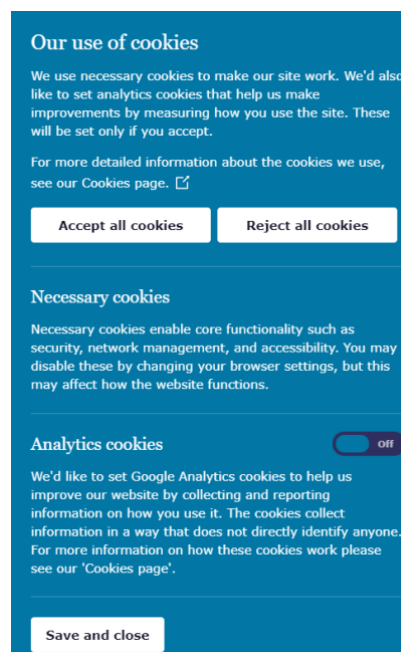 Our use of cookies
We use necessary cookies to make our site work. We'd also
like to set analytics cookies that help us make
improvements by measuring how you use the site. These
will be set only if you accept.
For more detailed information about the cookies we use,
see our Cookies page.
Accept all cookies
Reject all cookies
Necessary cookies
Necessary cookies enable core functionality such as
security, network management, and accessibility. You may
disable these by changing your browser settings, but this
may affect how the website functions.
Analytics cookies
Off
We'd like to set Google Analytics cookies to help us
improve our website by collecting and reporting
information on how you use it. The cookies collect
information in a way that does not directly identify anyone.
For more information on how these cookies work please
see our 'Cookies page'.
Save and close